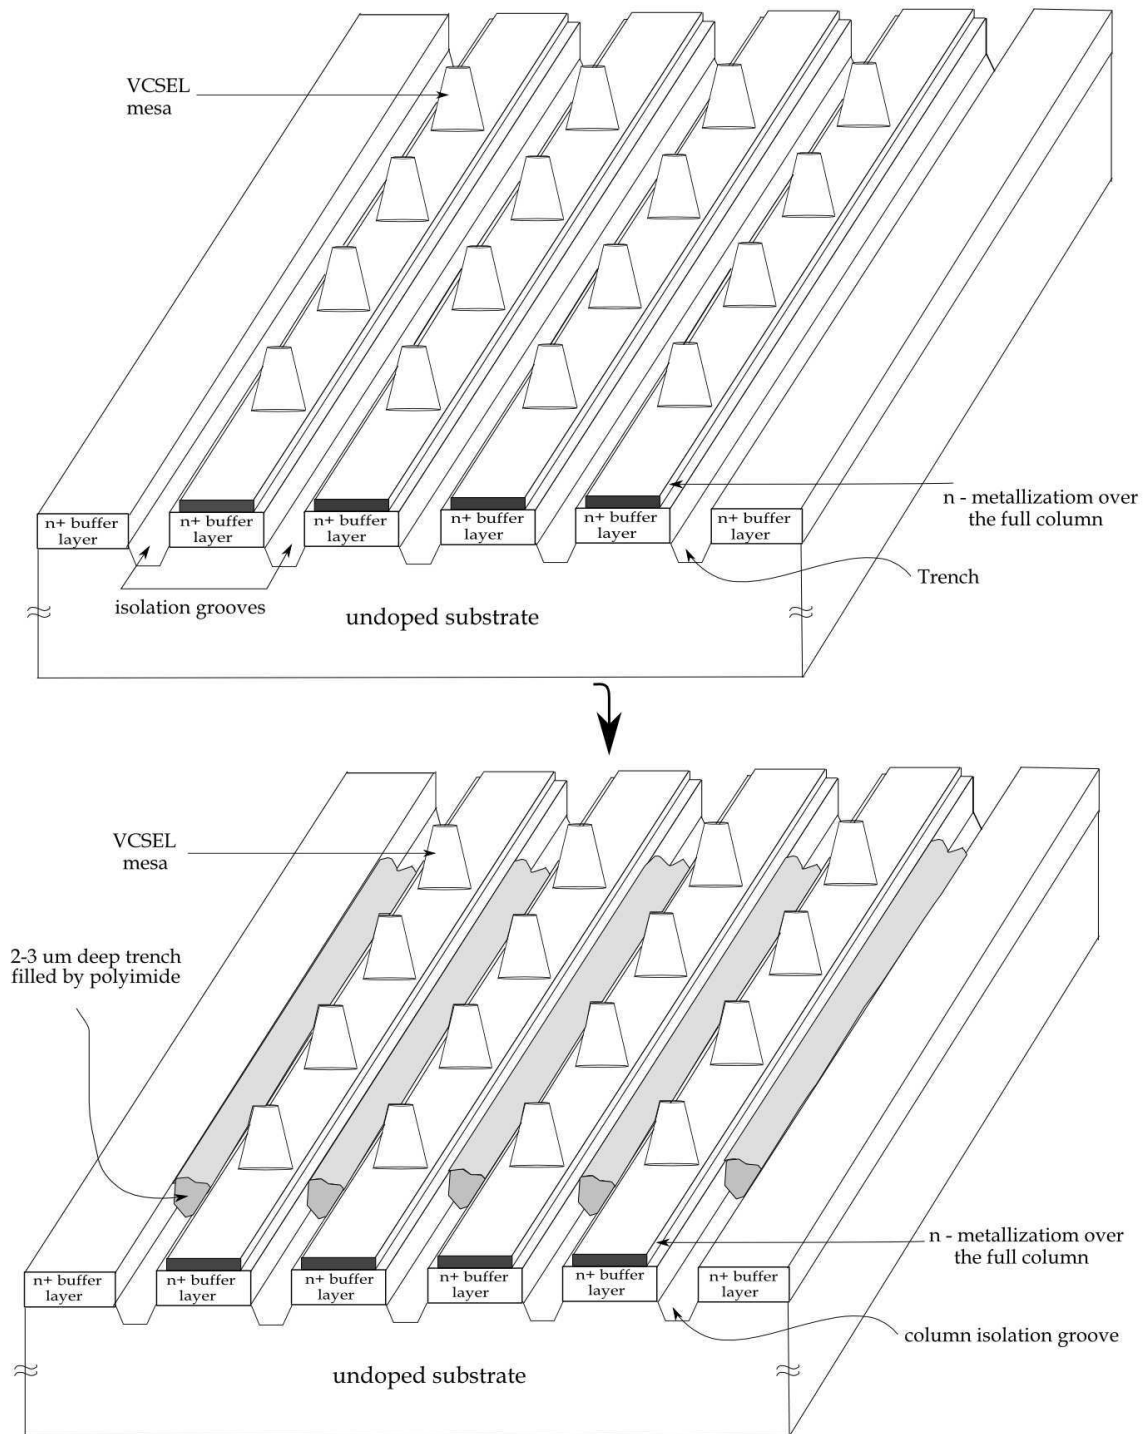 VCSEL
mesa
n - metallizatiom over
the full column
n+ buffer
layer
n+ buffer
layer
n+ buffer
layer
n+ buffer
layer
n+ buffer
layer
n+ buffer
layer
Trench
isolation grooves
undoped substrate
VCSEL
mesa
2-3 um deep trench
filled by polyimide
n - metallizatiom over
the full column
n+ buffer
layer
n+ buffer
layer
n+ buffer
layer
n+ buffer
layer
n+ buffer
layer
n+ buffer
layer
column isolation groove
undoped substrate